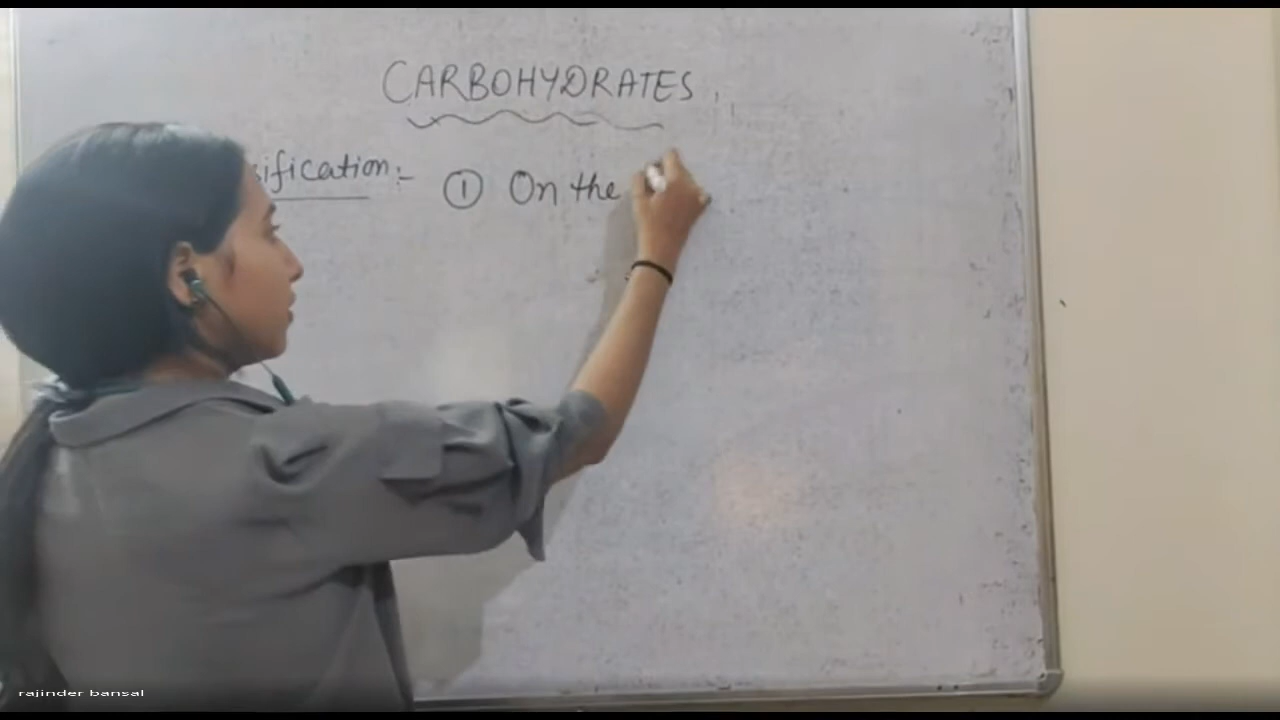 CARBOHYDRATES,
sification:- ① On the
rajinder bansal